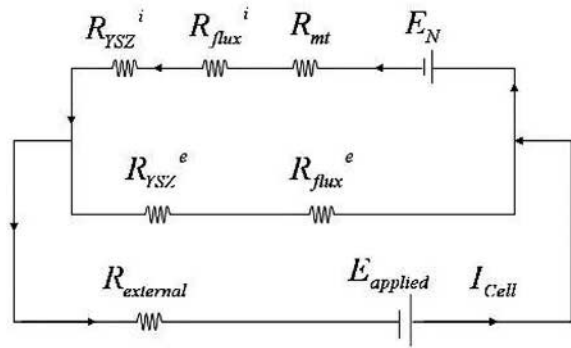 R_YSZ^i R_flux^i R_mt E_N
R_YSZ^e R_flux^e
R_external E_applied I_Cell